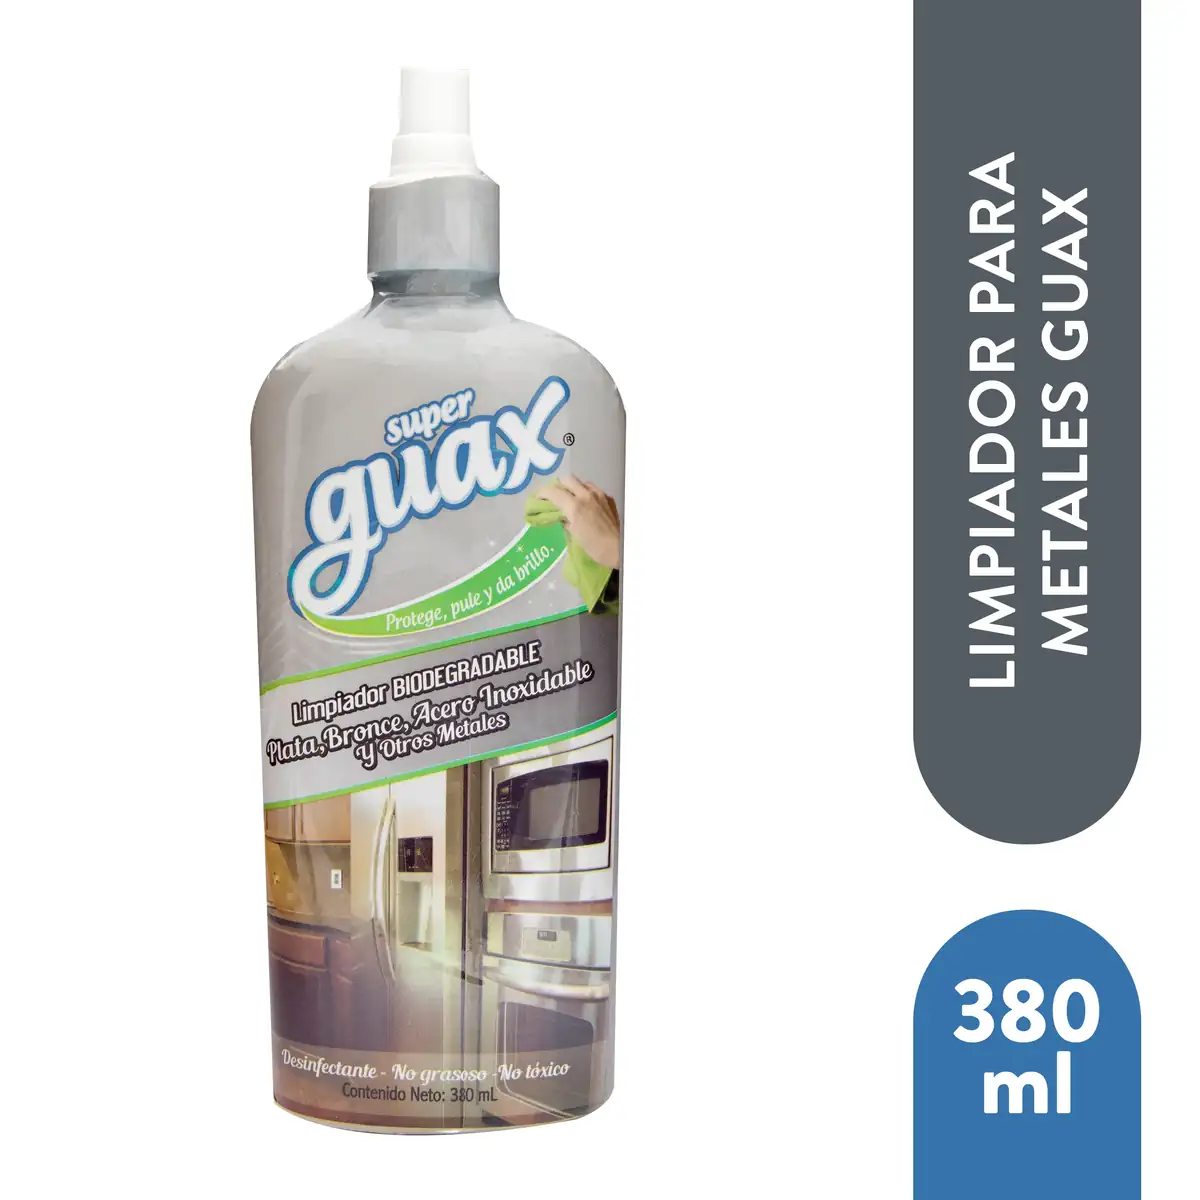 super
guax®
Protege, pule y da brillo.
Limpiador BIODEGRADABLE
Plata, Bronce, Acero Inoxidable
Y Otros Metales
Desinfectante - No grasoso - No tóxico
Contenido Neto: 380 mL
LIMPIADOR PARA
METALES GUAX
380
ml